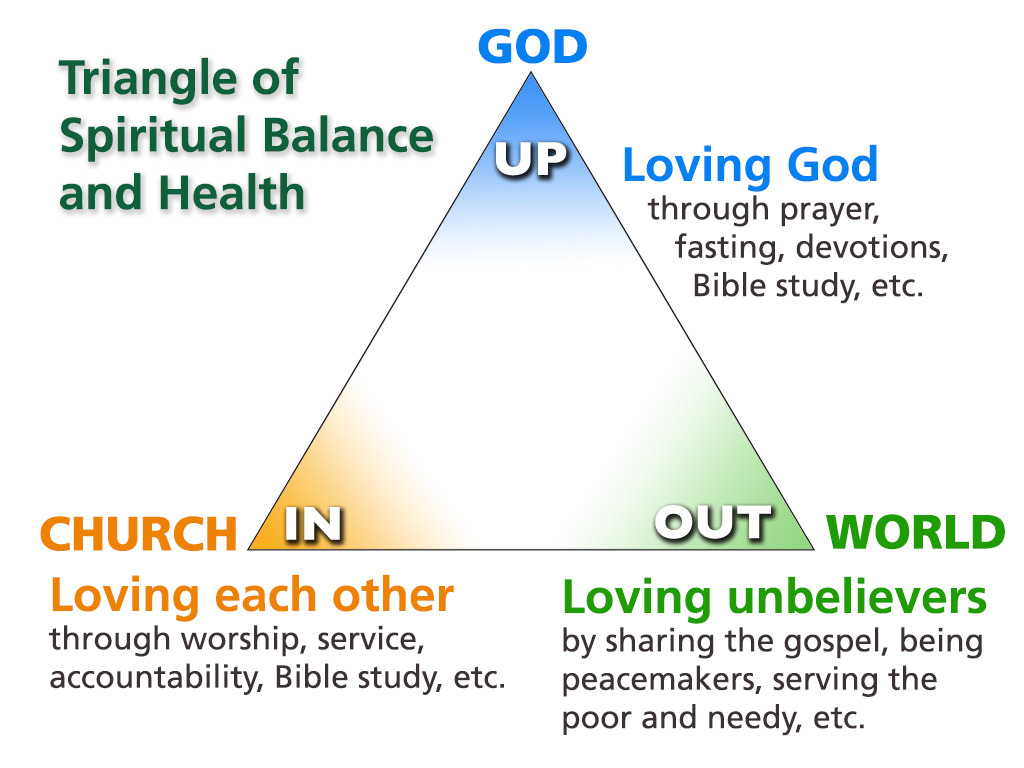 Triangle of
Spiritual Balance
and Health
GOD
UP
Loving God
through prayer,
fasting, devotions,
Bible study, etc.
CHURCH
IN
OUT
WORLD
Loving each other
through worship, service,
accountability, Bible study, etc.
Loving unbelievers
by sharing the gospel, being
peacemakers, serving the
poor and needy, etc.